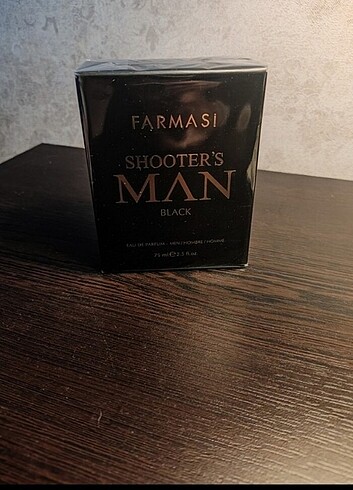 FARMASİ
SHOOTER'S
MAN
BLACK
EAU DE PARFUM - MEN / HOMBRE / HOMME
75 ml ℮ 2.5 fl.oz